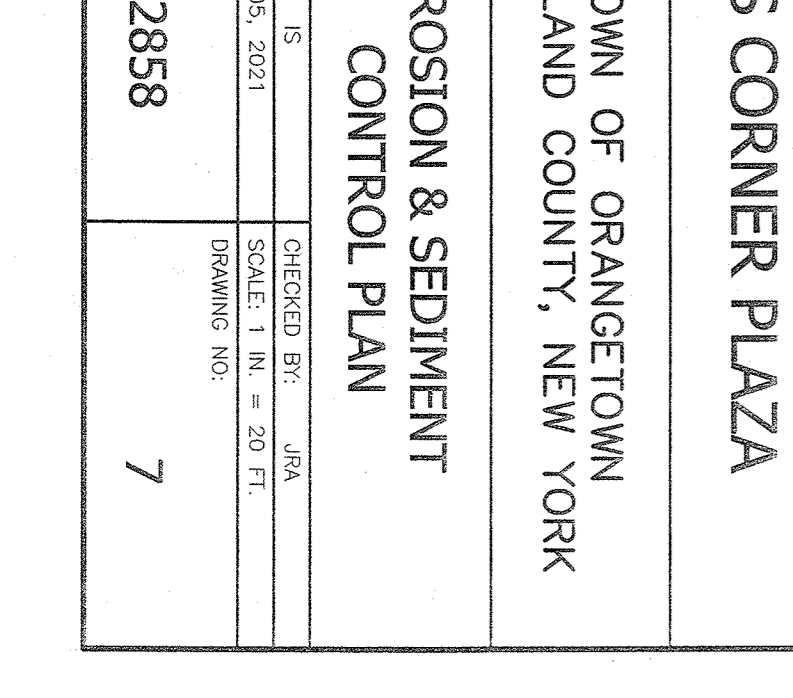 S CORNER PLAZA
OWN OF ORANGETOWN
LAND COUNTY, NEW YORK
ROSION & SEDIMENT
CONTROL PLAN
IS
CHECKED BY: JRA
05, 2021
SCALE: 1 IN. = 20 FT.
2858
DRAWING NO:
7